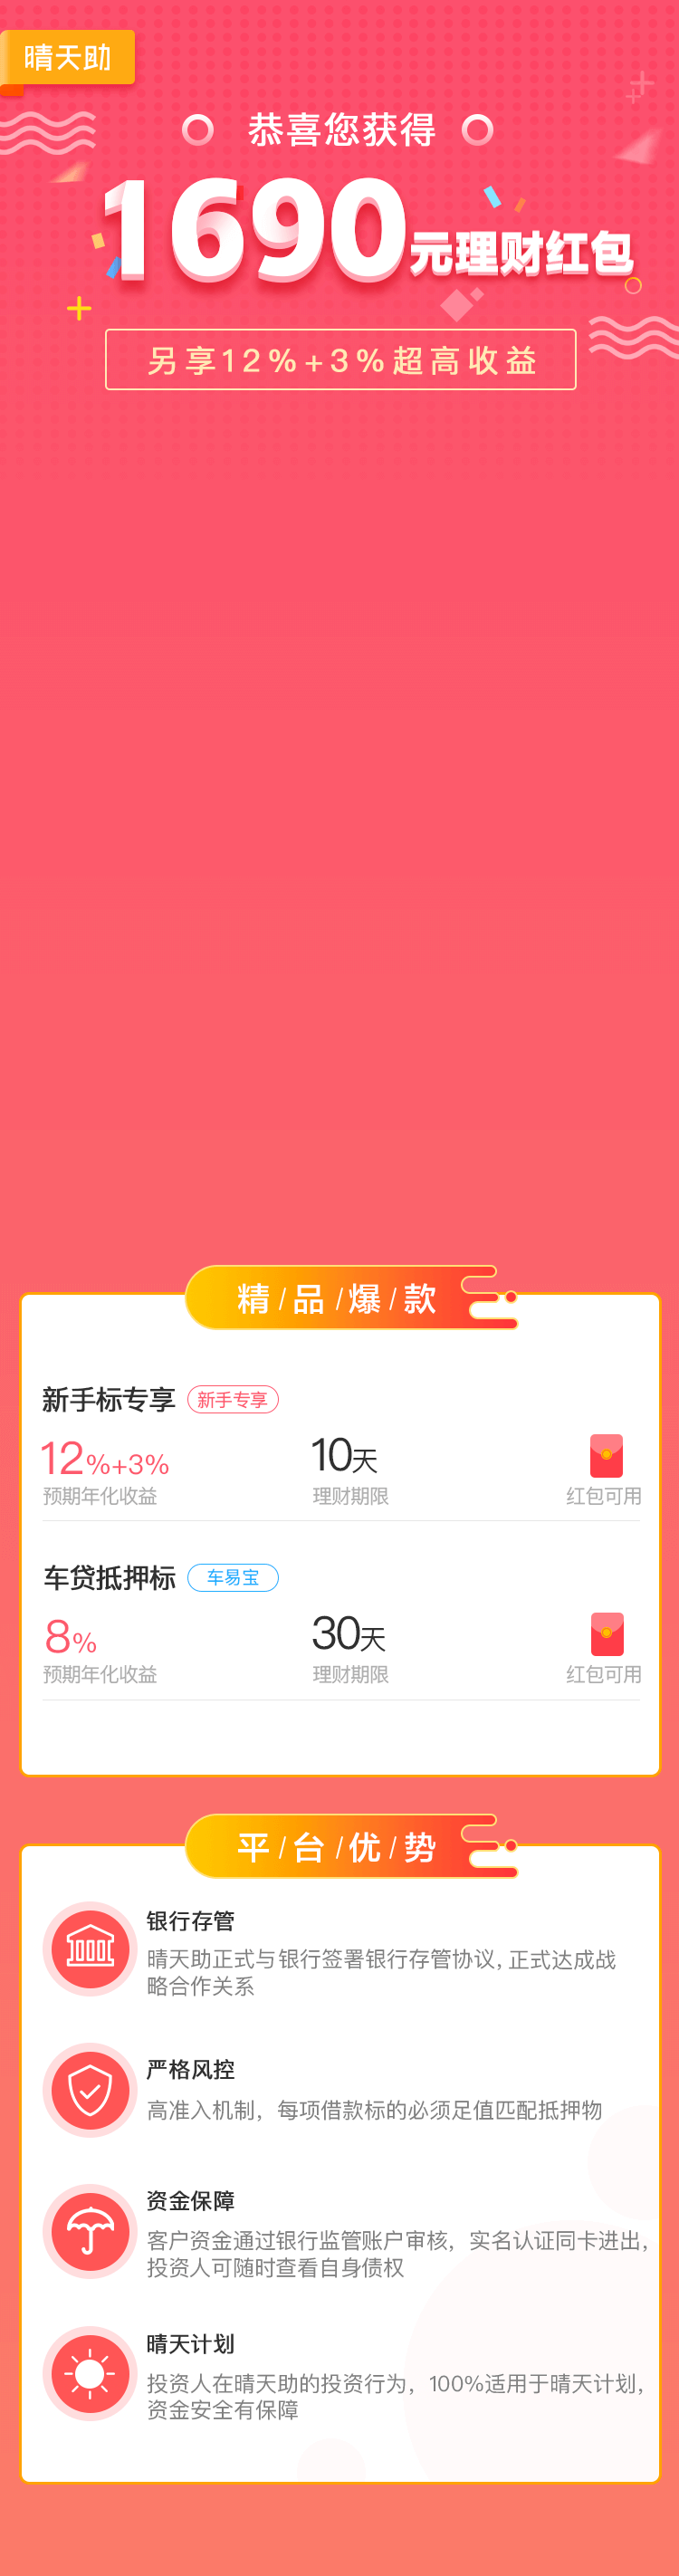 晴天助
恭喜您获得
1690元理财红包
另享12%+3%超高收益
精/品/爆/款
新手标专享 新手专享
12%+3% 10天
预期年化收益 理财期限 红包可用
车贷抵押标 车易宝
8% 30天
预期年化收益 理财期限 红包可用
平/台/优/势
银行存管
晴天助正式与银行签署银行存管协议,正式达成战
略合作关系
严格风控
高准入机制，每项借款标的必须足值匹配抵押物
资金保障
客户资金通过银行监管账户审核，实名认证同卡进出，
投资人可随时查看自身债权
晴天计划
投资人在晴天助的投资行为，100%适用于晴天计划，
资金安全有保障